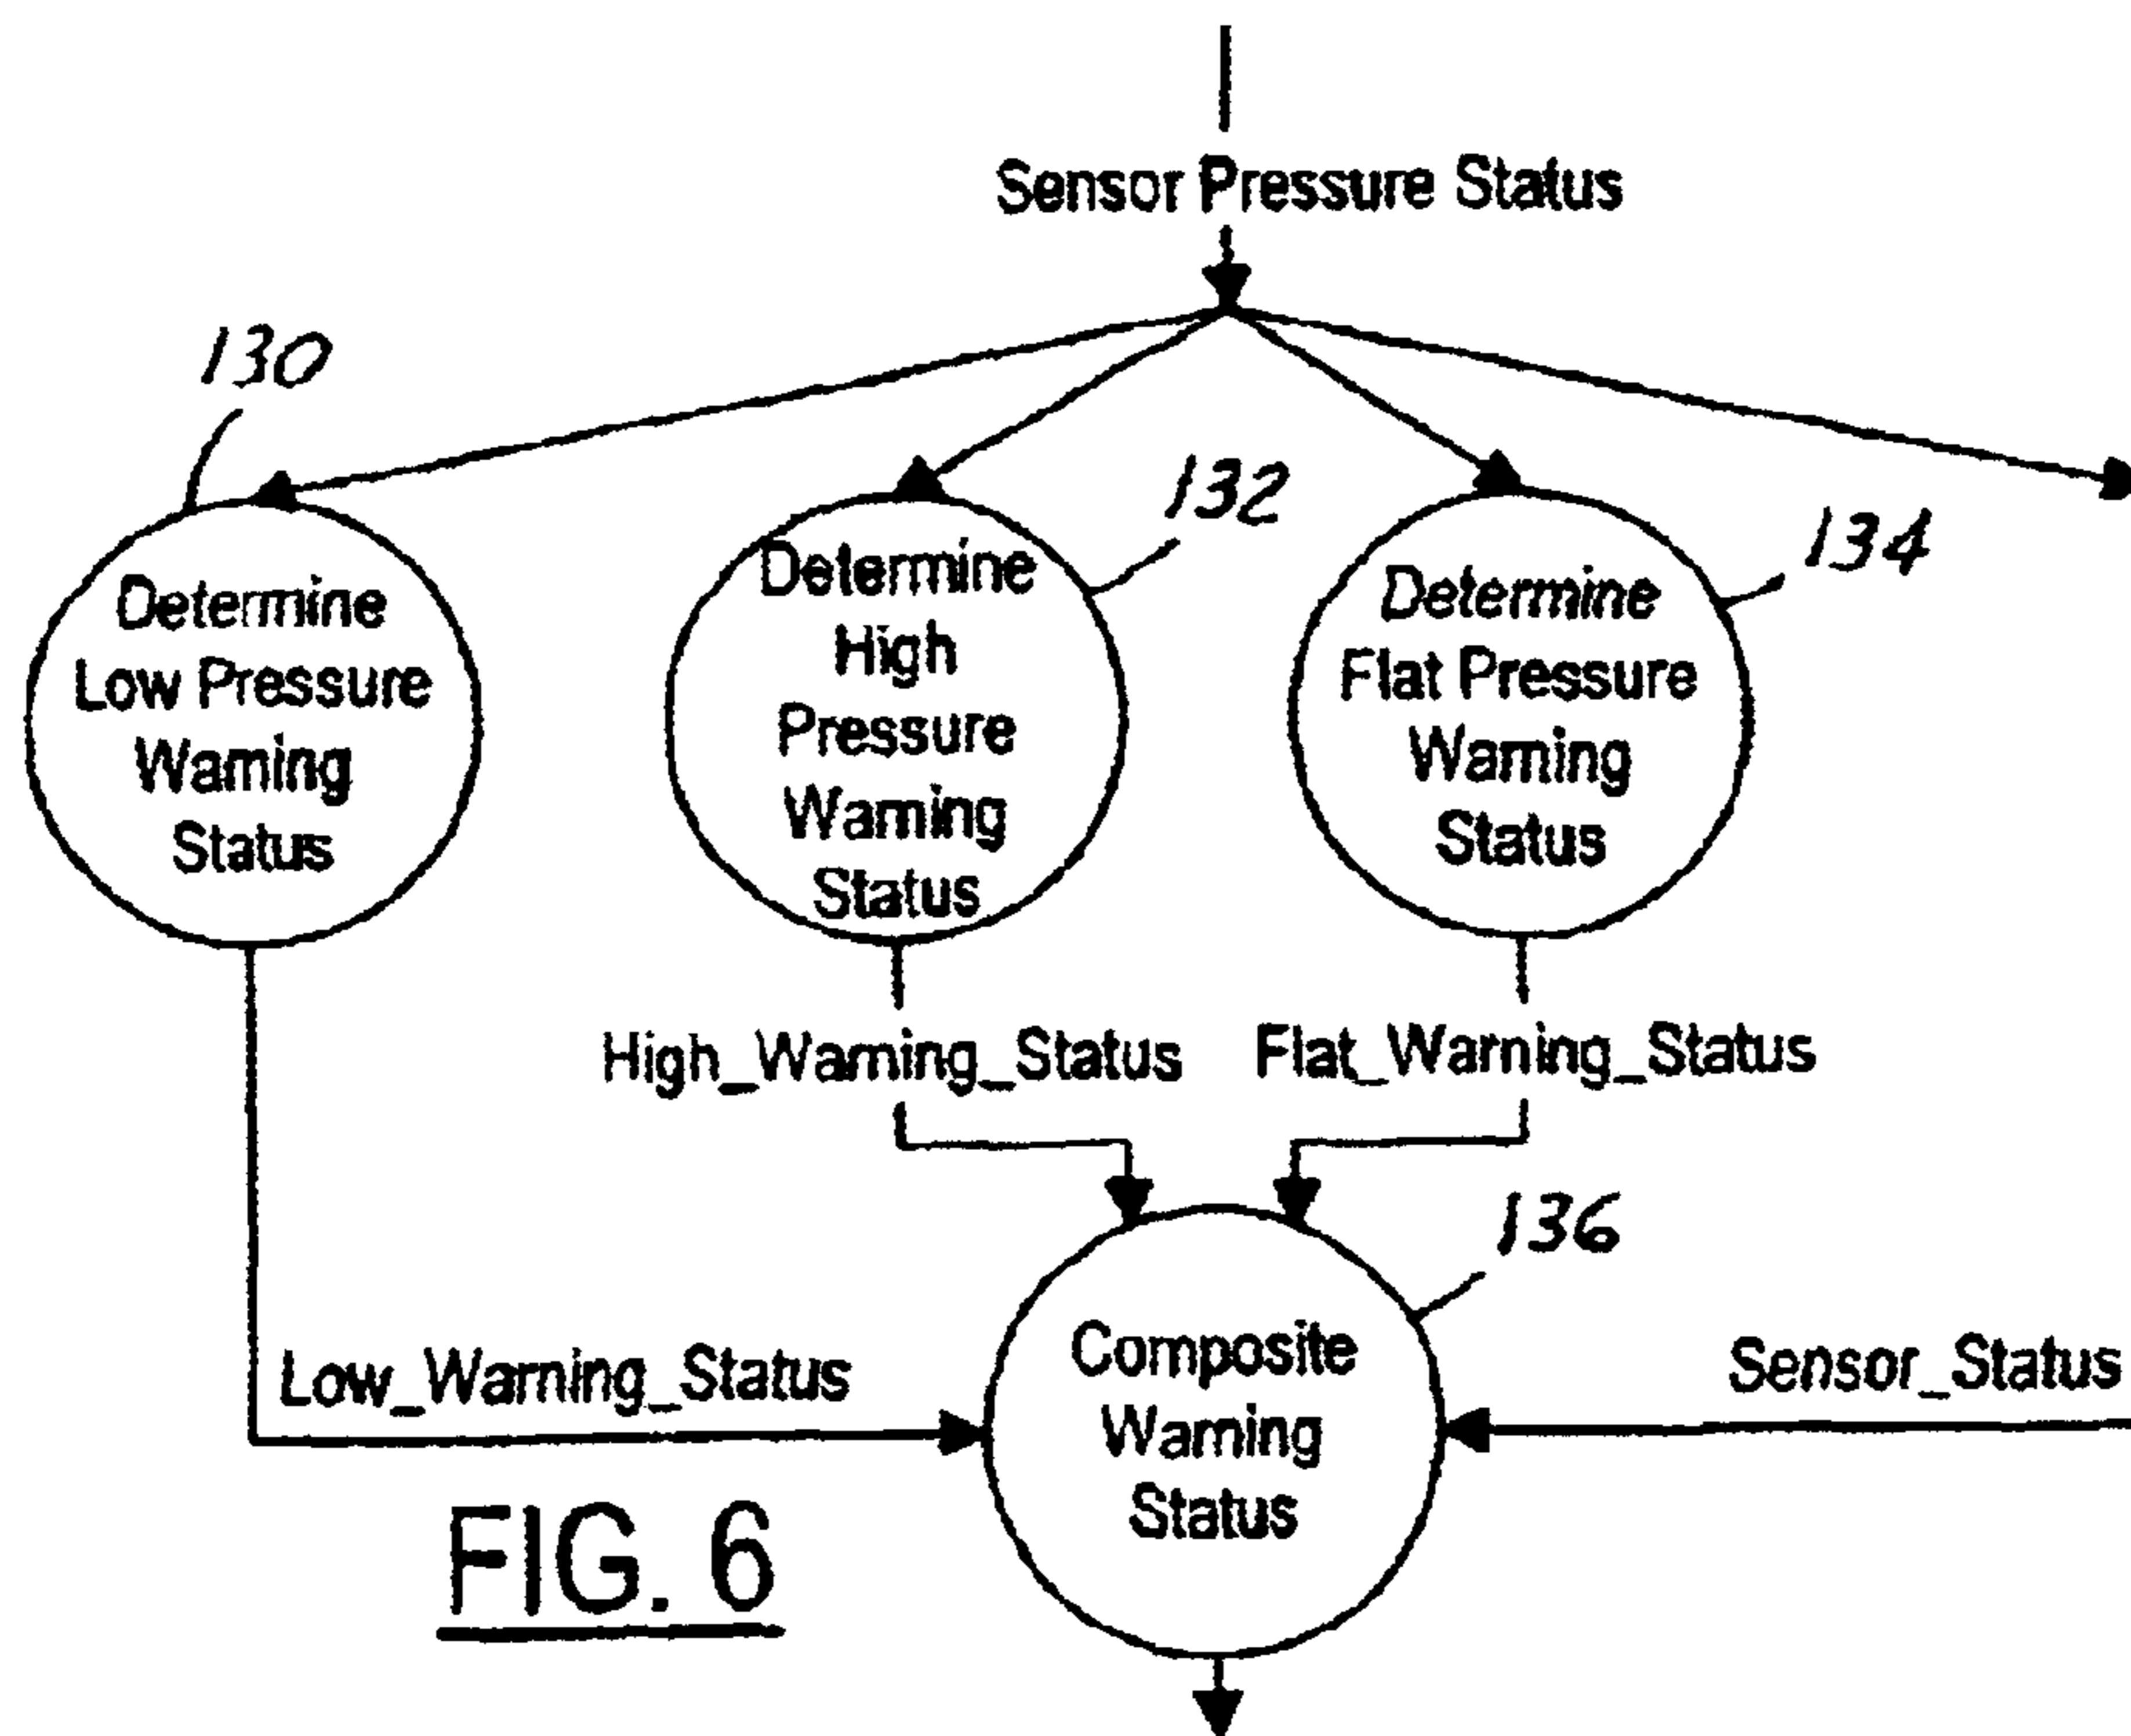 Sensor Pressure Status
130
132
134
Determine
Low Pressure
Warning
Status
Determine
High
Pressure
Warning
Status
Determine
Flat Pressure
Warning
Status
High_Warning_Status
Flat_Warning_Status
136
Low_Warning_Status
Composite
Warning
Status
Sensor_Status
FIG. 6